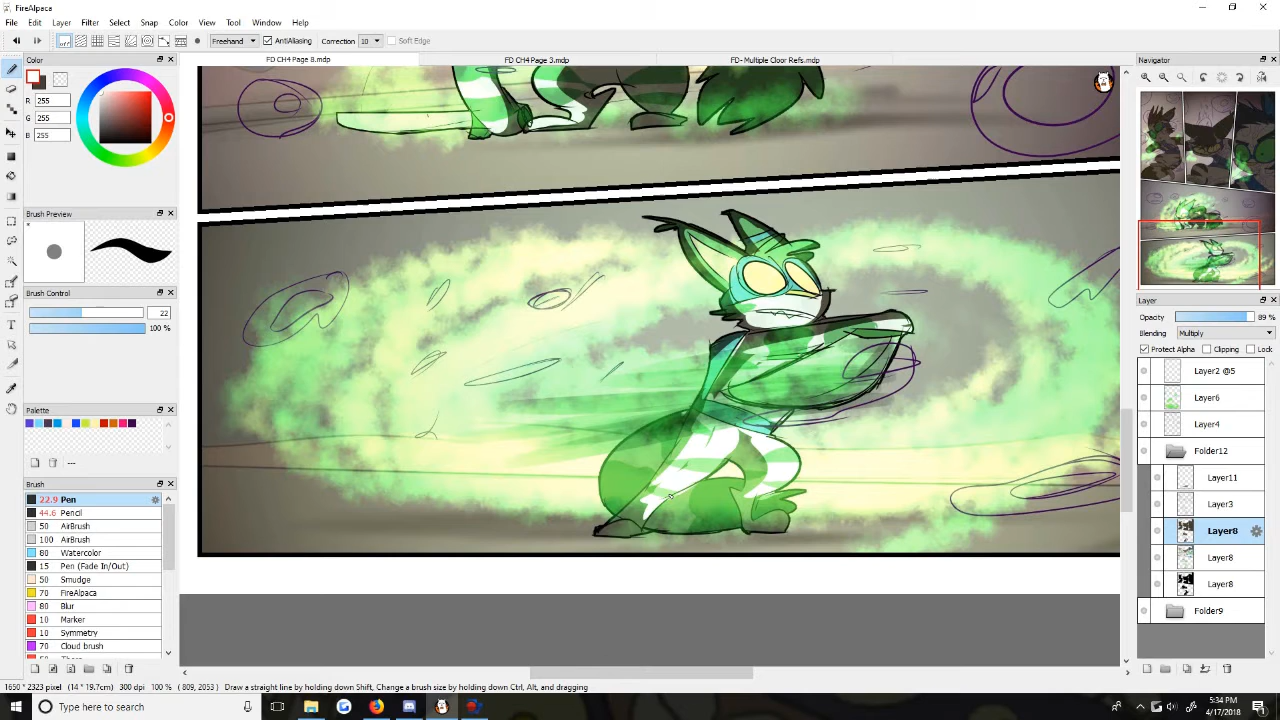 FireAlpaca
File Edit Layer Filter Select Snap Color View Tool Window Help
Freehand AntiAliasing Correction 10 Soft Edge
FD CH4 Page 8.mdp FD CH4 Page 3.mdp FD- Multiple Cloor Refs.mdp
Color
R 255
G 255
B 255
Brush Preview
Brush Control
22
100 %
Palette
---
Brush
22.9 Pen
44.6 Pencil
50 AirBrush
100 AirBrush
80 Watercolor
15 Pen (Fade In/Out)
50 Smudge
70 FireAlpaca
80 Blur
10 Marker
10 Symmetry
70 Cloud brush
Navigator
Layer
Opacity 89 %
Blending Multiply
Protect Alpha Clipping Lock
Layer2 @5
Layer6
Layer4
Folder12
Layer11
Layer3
Layer8
Layer8
Layer8
Folder9
1650 * 2323 pixel (14 * 19.7cm) 300 dpi 100 % ( 809, 2053 ) Draw a straight line by holding down Shift, Change a brush size by holding down Ctrl, Alt, and dragging
Type here to search
5:34 PM
4/17/2018